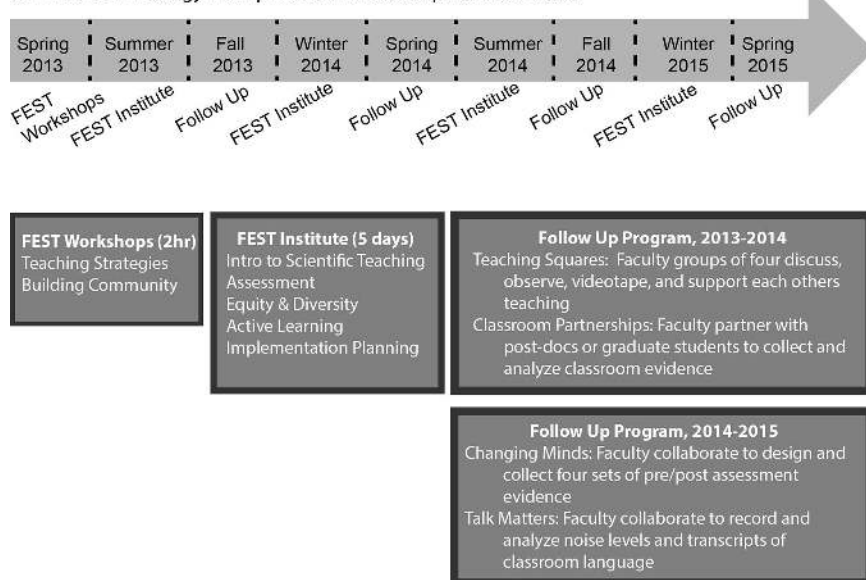 Spring 2013
Summer 2013
Fall 2013
Winter 2014
Spring 2014
Summer 2014
Fall 2014
Winter 2015
Spring 2015
FEST
Workshops
FEST Institute
Follow Up
FEST Institute
Follow Up
FEST Institute
Follow Up
FEST Institute
Follow Up
FEST Workshops (2hr)
Teaching Strategies
Building Community
FEST Institute (5 days)
Intro to Scientific Teaching
Assessment
Equity & Diversity
Active Learning
Implementation Planning
Follow Up Program, 2013-2014
Teaching Squares: Faculty groups of four discuss,
observe, videotape, and support each others
teaching
Classroom Partnerships: Faculty partner with
post-docs or graduate students to collect and
analyze classroom evidence
Follow Up Program, 2014-2015
Changing Minds: Faculty collaborate to design and
collect four sets of pre/post assessment
evidence
Talk Matters: Faculty collaborate to record and
analyze noise levels and transcripts of
classroom language